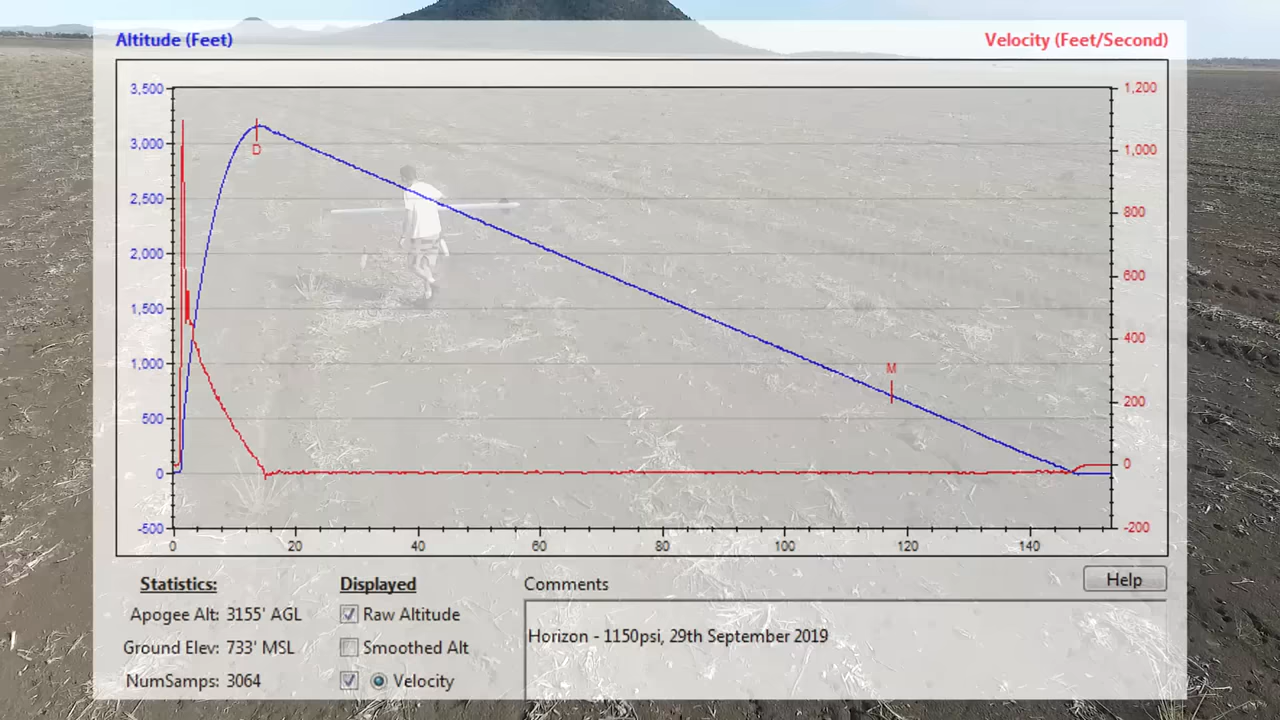 Altitude (Feet) Velocity (Feet/Second)
3,500 1,200
3,000 D 1,000
2,500 800
2,000 600
1,500 400
1,000 M 200
500 0
0 -200
-500
0 20 40 60 80 100 120 140
Statistics: Displayed Comments Help
Apogee Alt: 3155' AGL Raw Altitude
Horizon - 1150psi, 29th September 2019
Ground Elev: 733' MSL Smoothed Alt
NumSamps: 3064 Velocity